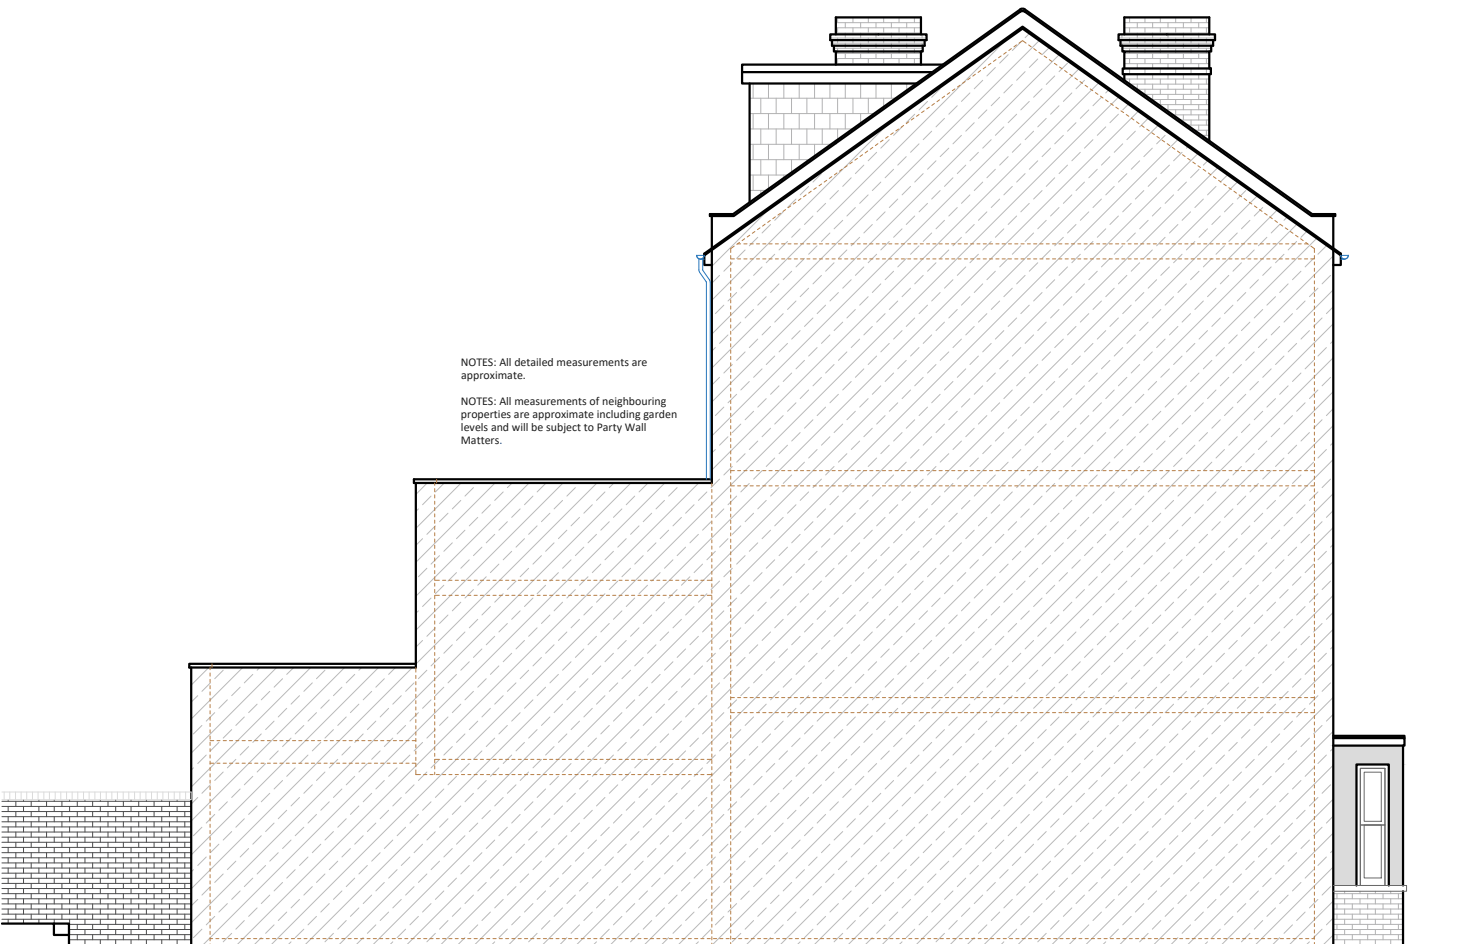 NOTES: All detailed measurements are
approximate.
NOTES: All measurements of neighbouring
properties are approximate including garden
levels and will be subject to Party Wall
Matters.